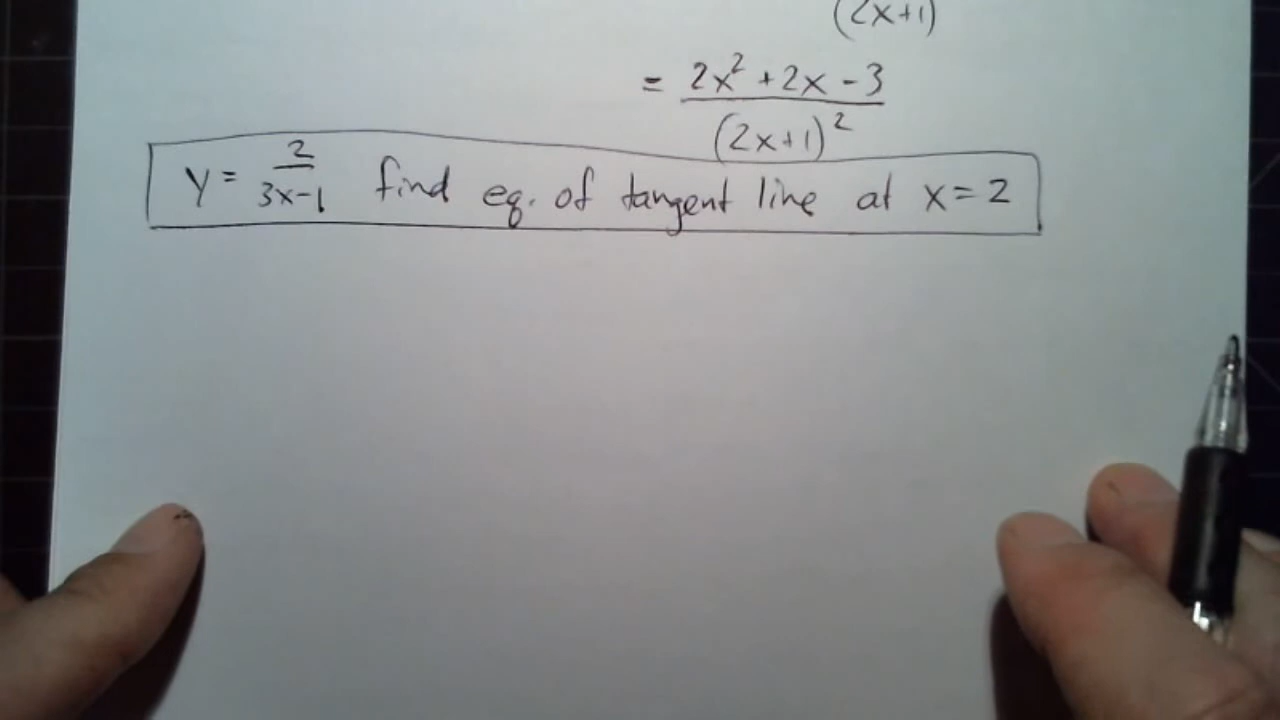 (2x+1)
= 2x² + 2x - 3 / (2x+1)²
y = 2/(3x-1) find eq. of tangent line at x = 2